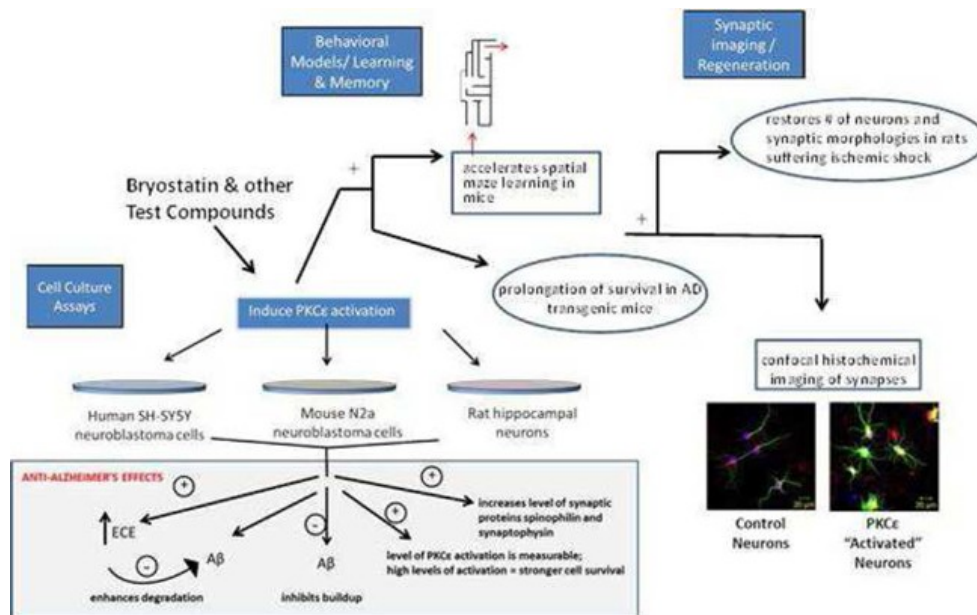 Behavioral
Models/ Learning
& Memory
Synaptic
imaging /
Regeneration
restores # of neurons and
synaptic morphologies in rats
suffering ischemic shock
+
accelerates spatial
maze learning in
mice
Bryostatin & other
Test Compounds
+
Cell Culture
Assays
Induce PKCε activation
prolongation of survival in AD
transgenic mice
confocal histochemical
imaging of synapses
Human SH-SY5Y
neuroblastoma cells
Mouse N2a
neuroblastoma cells
Rat hippocampal
neurons
ANTI-ALZHEIMER'S EFFECTS
+
+
increases level of synaptic
proteins spinophilin and
synaptophysin
-
+
ECE
Aβ
Aβ
level of PKCε activation is measurable;
high levels of activation = stronger cell survival
-
enhances degradation
inhibits buildup
20 µm
20 µm
Control
Neurons
PKCε
"Activated"
Neurons